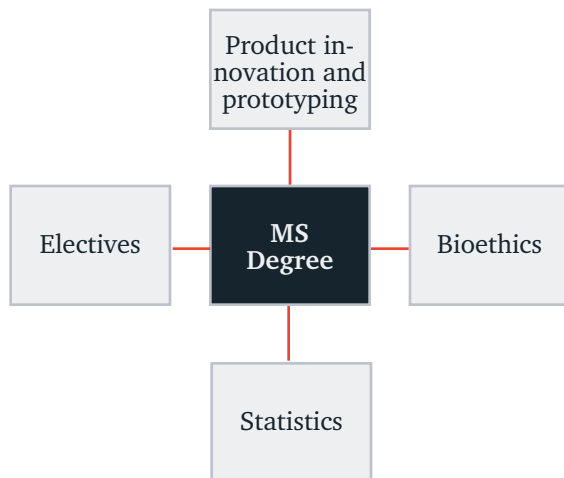 Product in-
novation and
prototyping
Electives
MS
Degree
Bioethics
Statistics